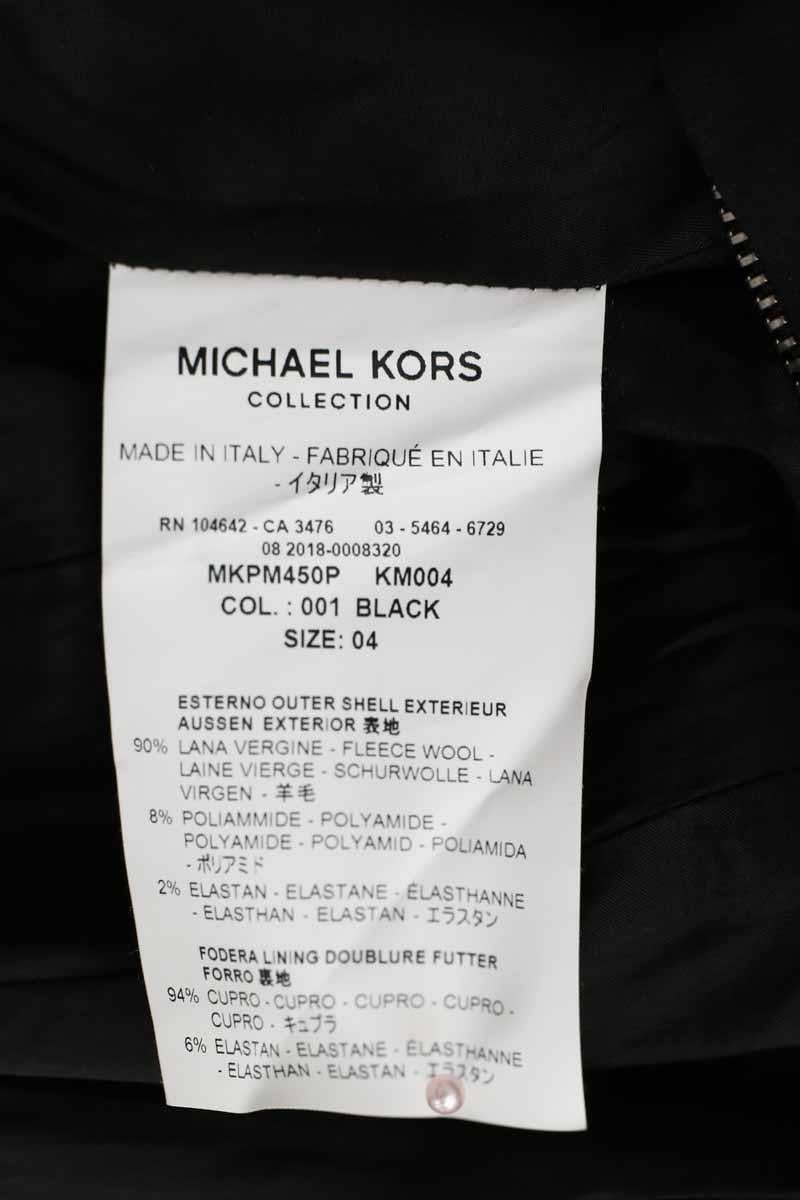 MICHAEL KORS
COLLECTION
MADE IN ITALY - FABRIQUÉ EN ITALIE
- イタリア製
RN 104642 - CA 3476 03 - 5464 - 6729
08 2018-0008320
MKPM450P KM004
COL. : 001 BLACK
SIZE: 04
ESTERNO OUTER SHELL EXTERIEUR
AUSSEN EXTERIOR 表地
90% LANA VERGINE - FLEECE WOOL -
LAINE VIERGE - SCHURWOLLE - LANA
VIRGEN - 羊毛
8% POLIAMMIDE - POLYAMIDE -
POLYAMIDE - POLYAMID - POLIAMIDA
- ポリアミド
2% ELASTAN - ELASTANE - ÉLASTHANNE
- ELASTHAN - ELASTAN - エラスタン
FODERA LINING DOUBLURE FUTTER
FORRO 裏地
94% CUPRO - CUPRO - CUPRO - CUPRO -
CUPRO - キュプラ
6% ELASTAN - ELASTANE - ÉLASTHANNE
- ELASTHAN - ELASTAN - エラスタン